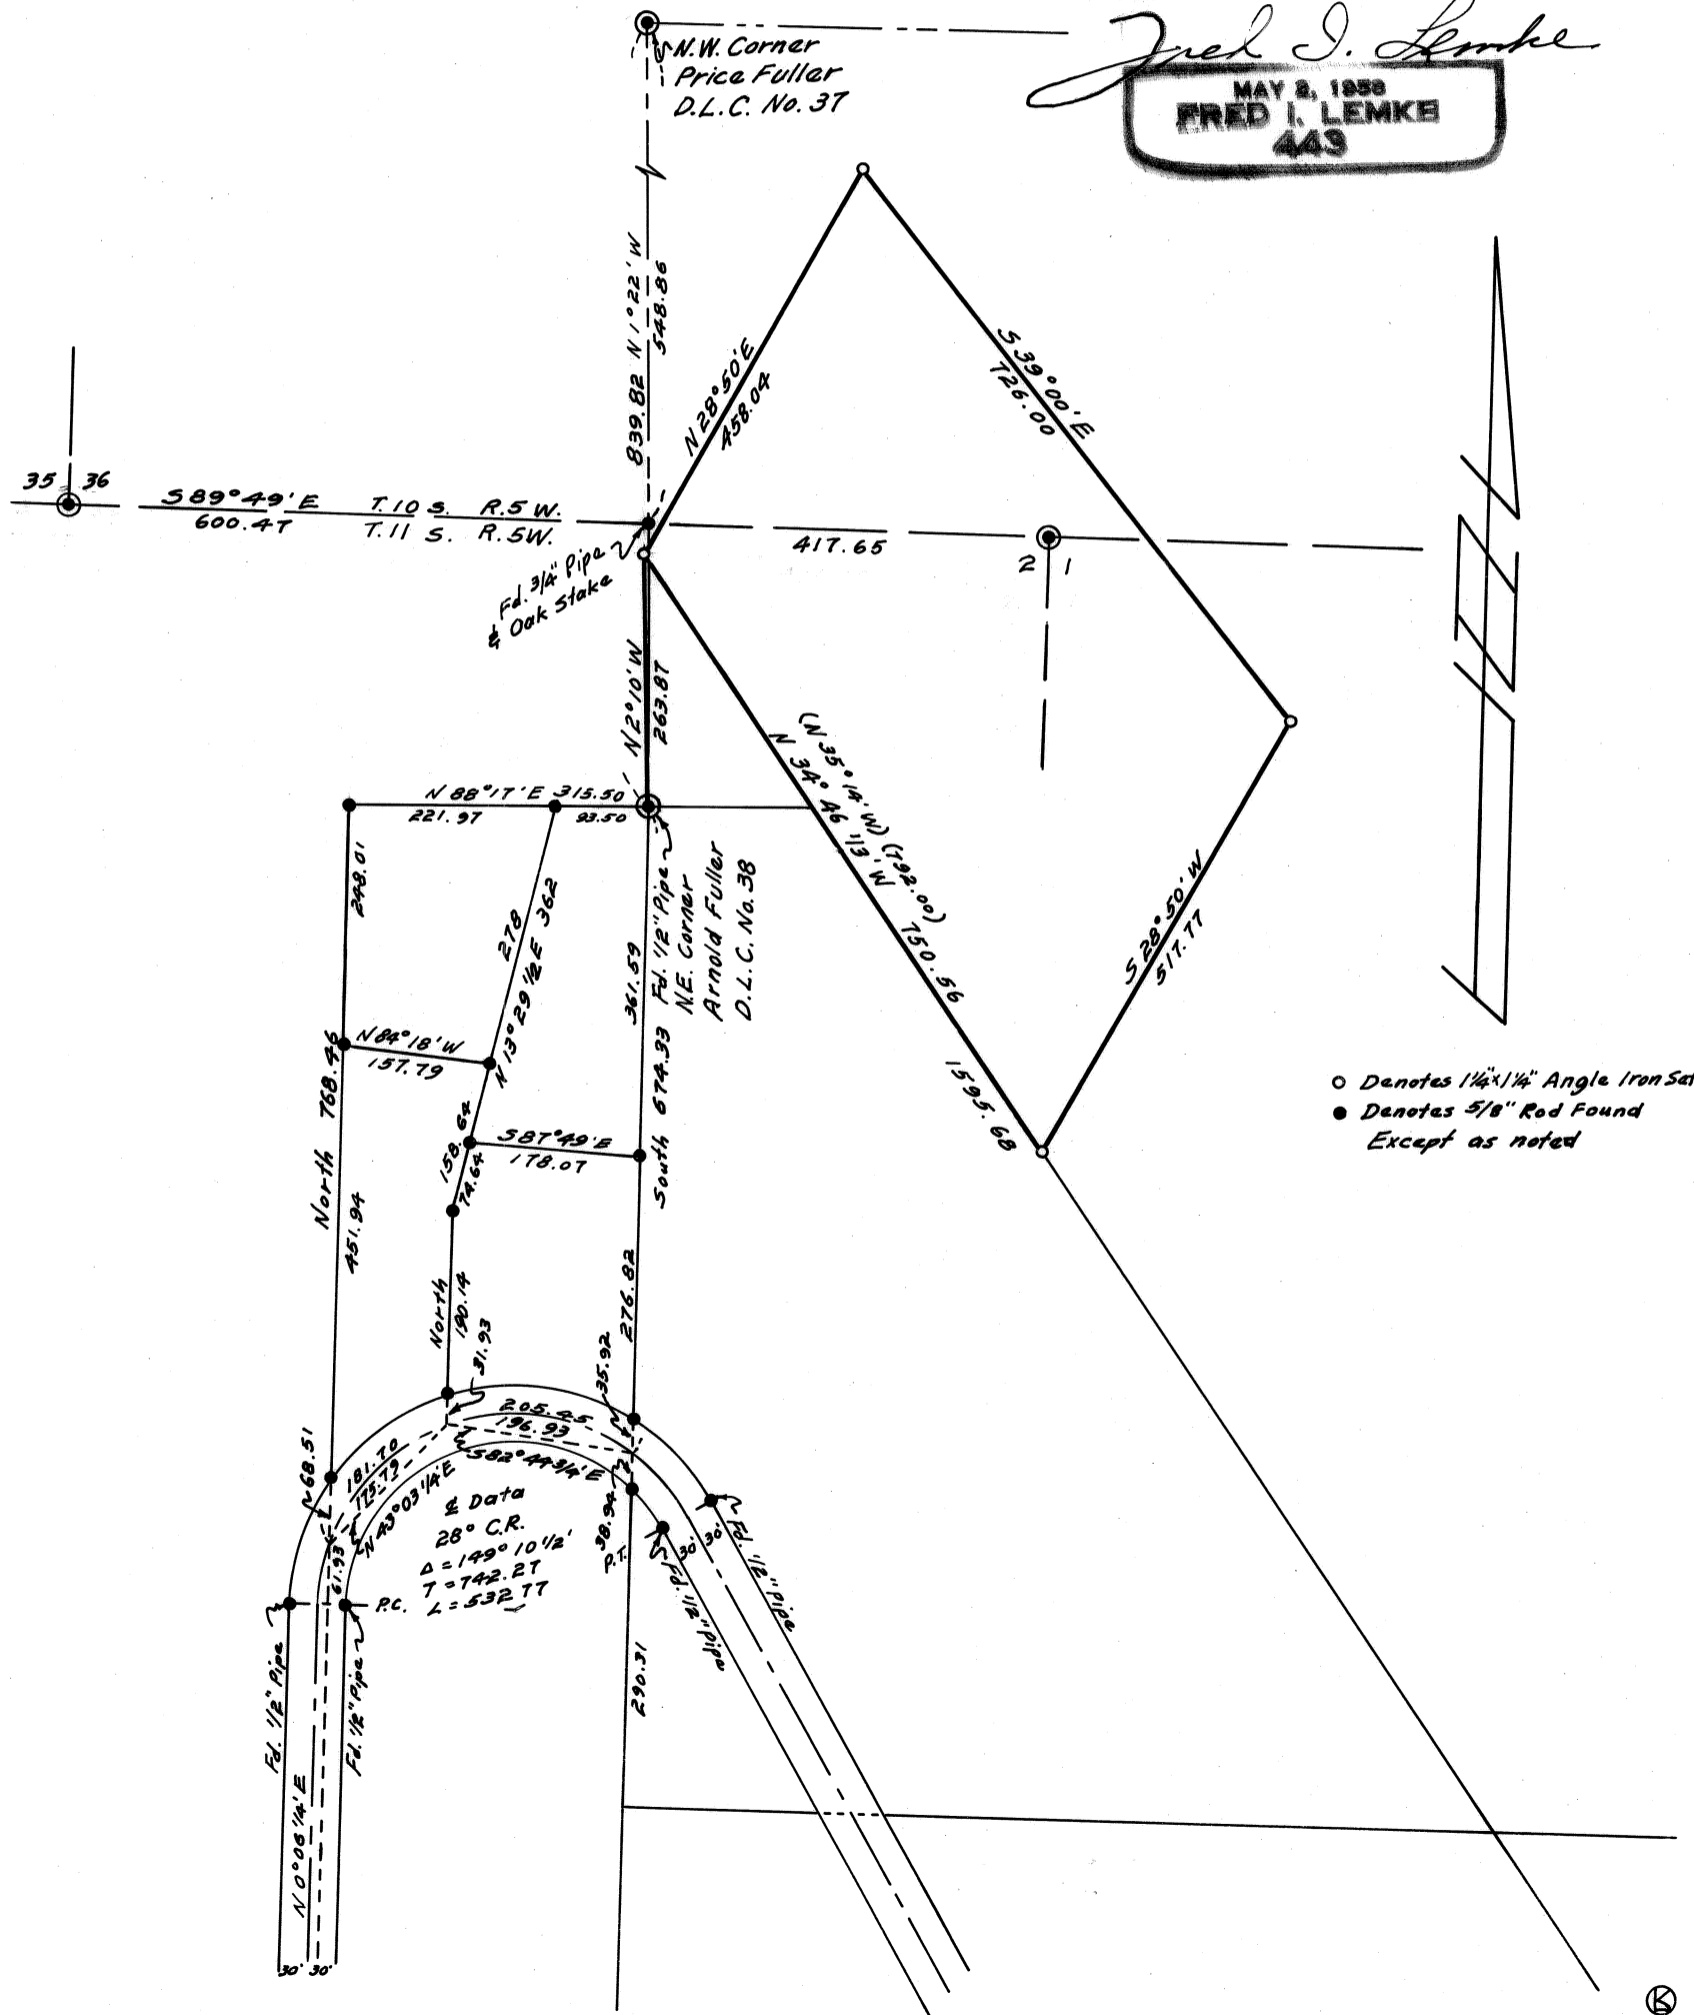 Fred I. Lemke
MAY 2, 1958
FRED I. LEMKE
443
N.W. Corner
Price Fuller
D.L.C. No. 37
839.82 N 1°22' W
548.86
N 28°50' E
458.04
S 39°00' E
726.00
35 36
S 89°49' E T. 10 S. R. 5 W.
600.47 T. 11 S. R. 5W.
417.65
2 1
Fd. 3/4" Pipe
& Oak Stake
N 2°10' W
263.87
(N 35°14' W) (792.00)
N 34° 46 1/3' W 750.56
1595.68
S 28°50' W
517.77
N 88°17' E 315.50
221.97 93.50
Fd. 1/2" Pipe
N.E. Corner
Arnold Fuller
D.L.C. No. 38
248.01
278
N 13° 29 1/2 E 362
361.59
South 674.33
N 84°18' W
157.79
North 768.46
158.64
74.64
S 87°49' E
178.07
451.94
North
190.14
31.93
276.82
35.92
O Denotes 1 1/4" x 1 1/4" Angle Iron Set
● Denotes 5/8" Rod Found
Except as noted
205.45
196.93
S 82° 44 3/4' E
68.51
181.70
175.79
N 43° 03 1/4' E
₵ Data
28° C.R.
Δ = 149° 10 1/2'
T = 742.27
L = 532.77
38.94
P.T.
61.93
P.C.
30' 30'
Fd. 1/2" Pipe
Fd. 1/2" Pipe
Fd. 1/2" Pipe
Fd. 1/2" Pipe
290.31
N 0° 06 1/4' E
30' 30'
K